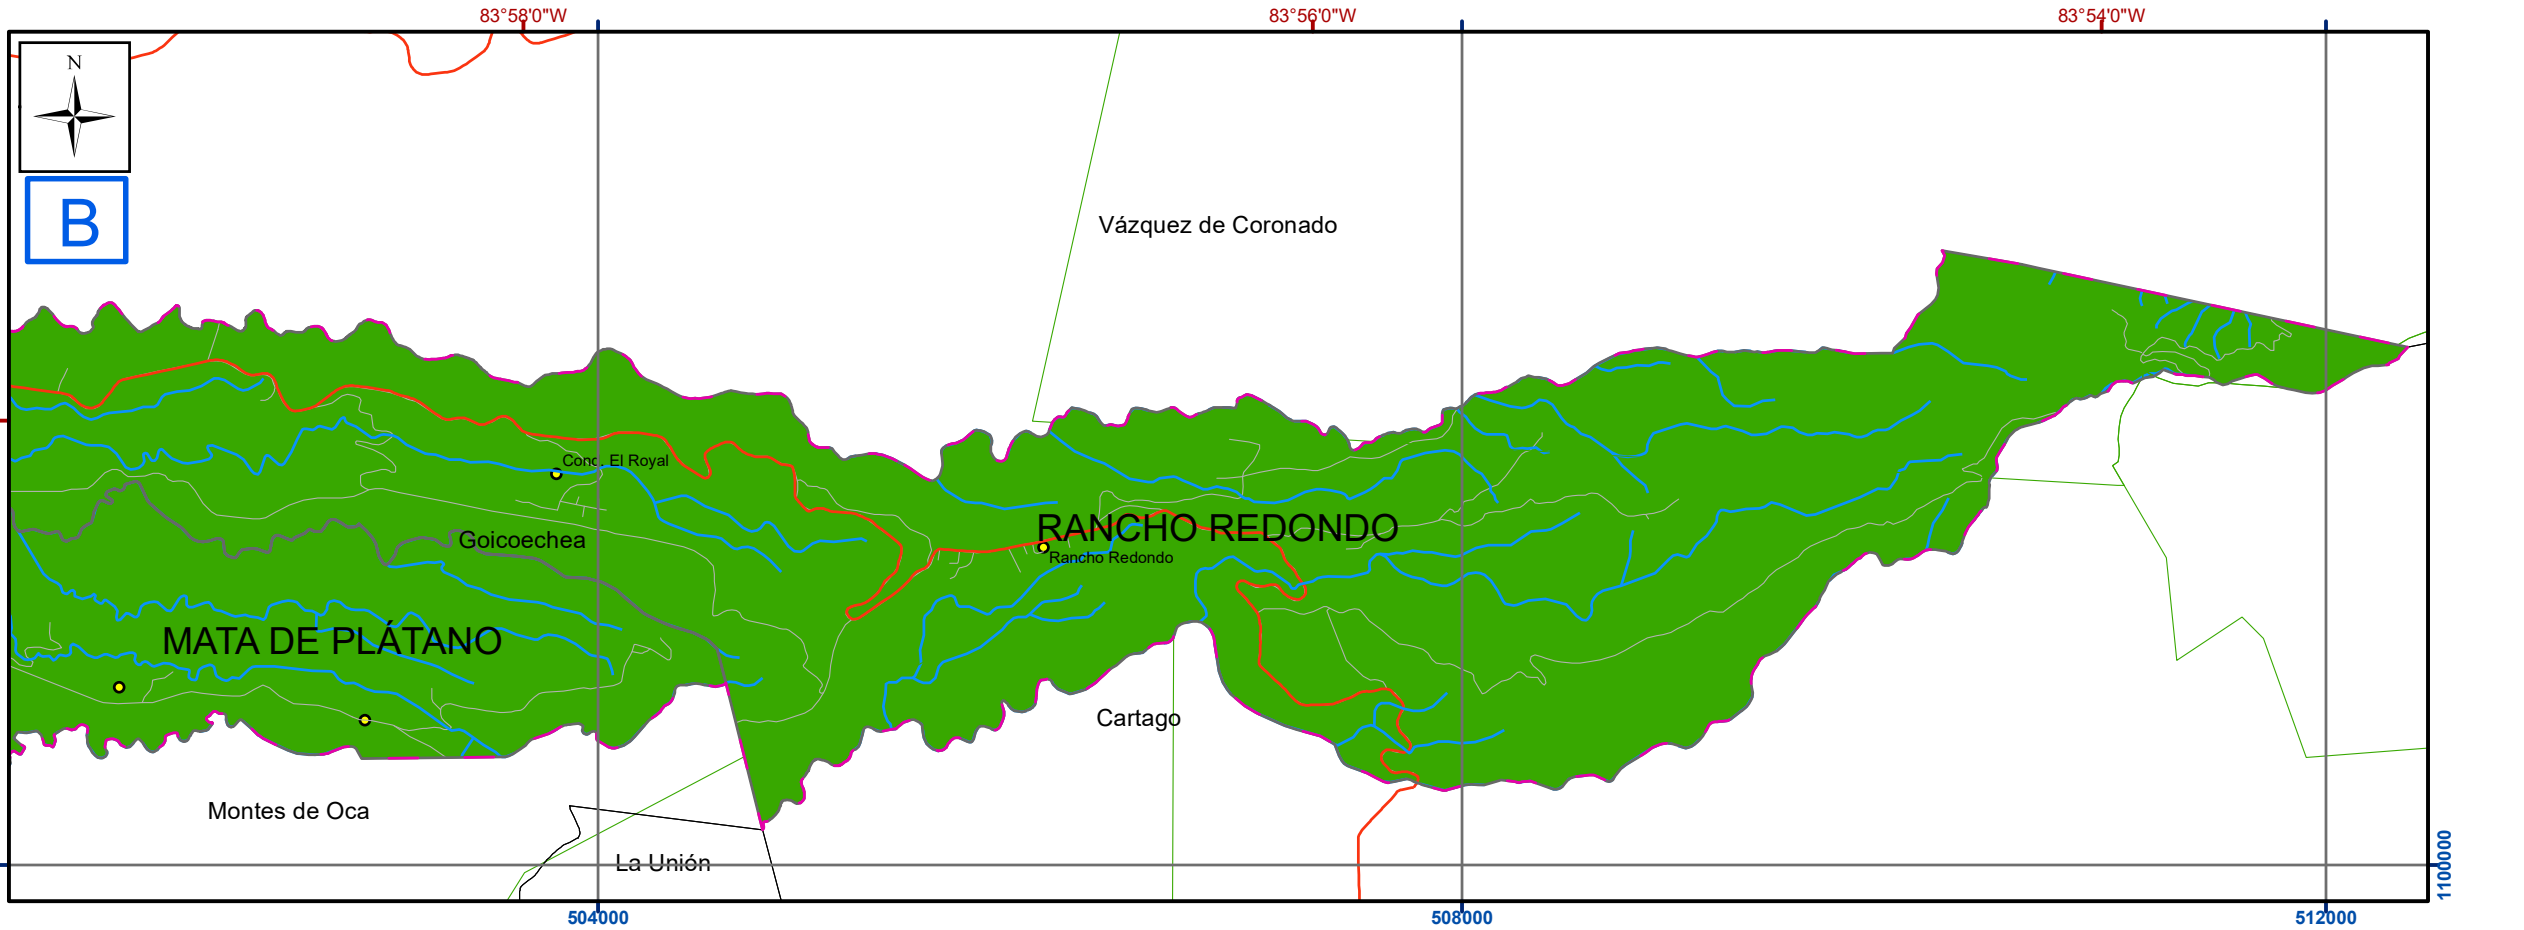 83°58'0"W
83°56'0"W
83°54'0"W
N
B
Vázquez de Coronado
Cond. El Royal
RANCHO REDONDO
Goicoechea
Rancho Redondo
MATA DE PLÁTANO
Cartago
Montes de Oca
La Unión
1100000
504000
508000
512000